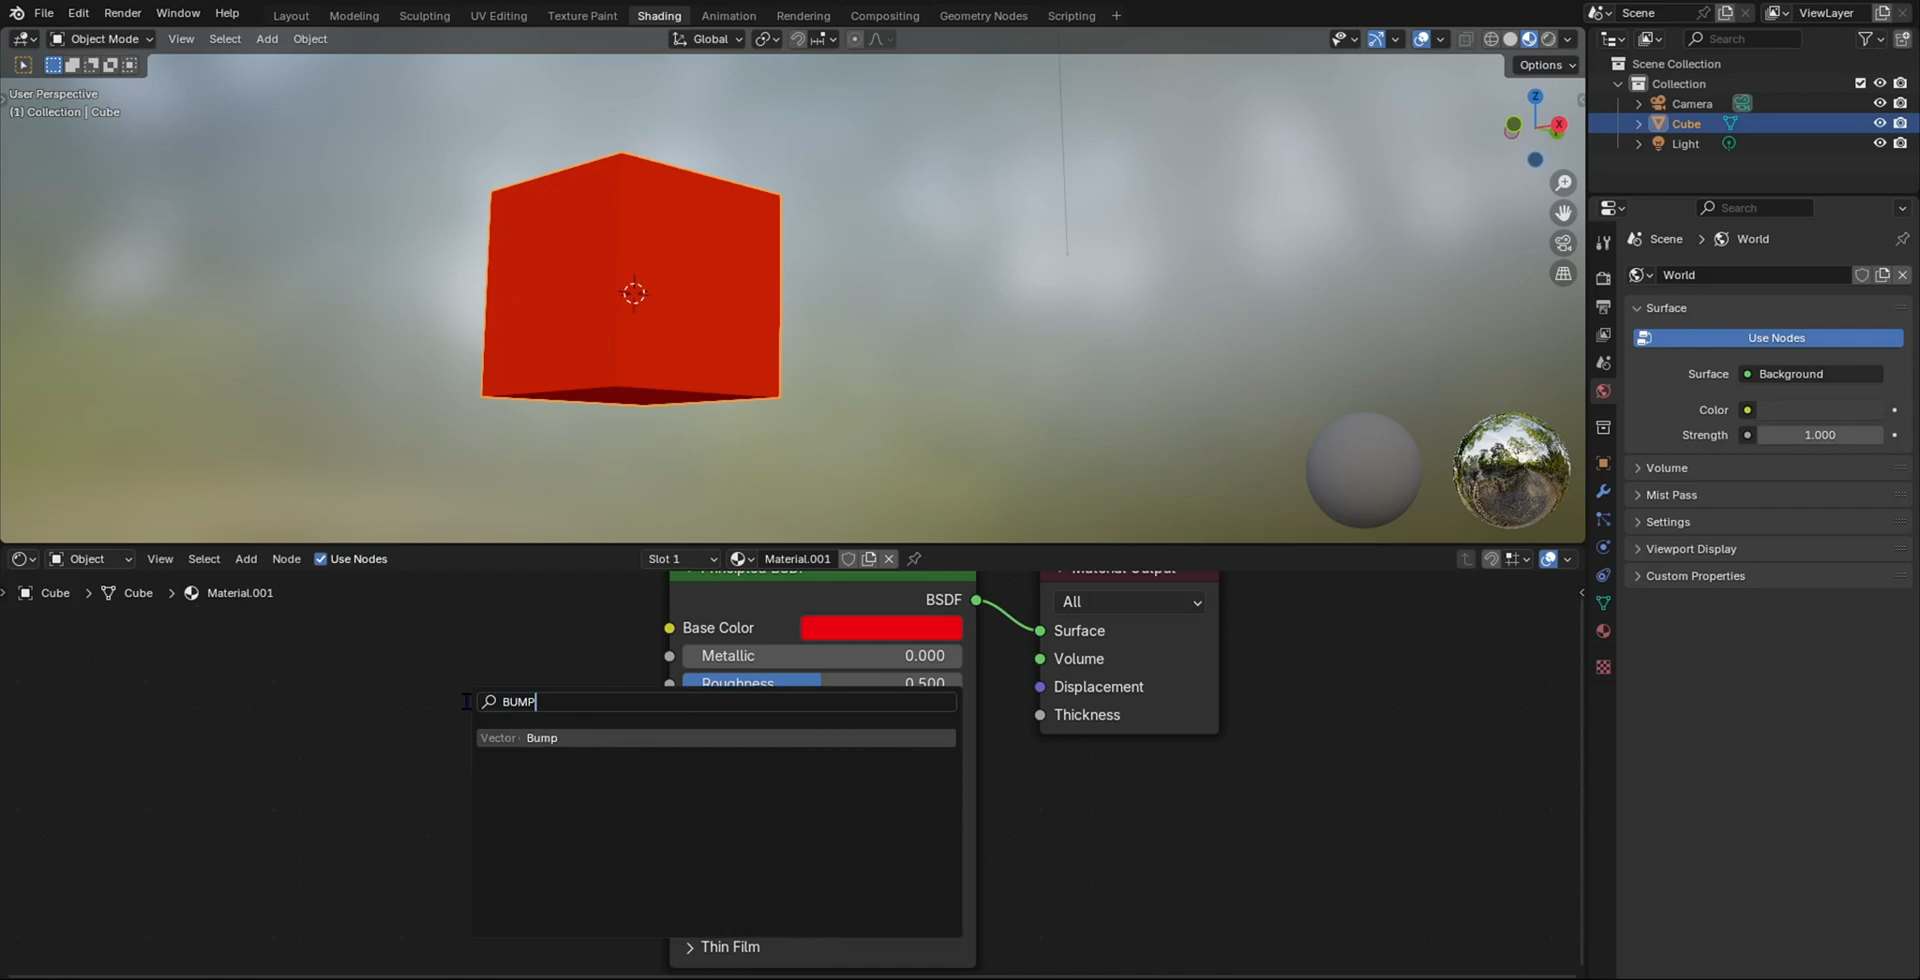 File Edit Render Window Help
Layout Modeling Sculpting UV Editing Texture Paint Shading Animation Rendering Compositing Geometry Nodes Scripting +
Scene
ViewLayer
Object Mode View Select Add Object
Global
Search
Options
User Perspective
(1) Collection | Cube
Z
X
Scene Collection
Collection
Camera
Cube
Light
Search
Scene > World
World
Surface
Use Nodes
Surface Background
Color
Strength 1.000
Volume
Mist Pass
Settings
Viewport Display
Custom Properties
Object View Select Add Node Use Nodes
Slot 1
Material.001
Cube > Cube > Material.001
Principled BSDF
BSDF
Base Color
Metallic 0.000
Roughness 0.500
BUMP
Vector Bump
Thin Film
Material Output
All
Surface
Volume
Displacement
Thickness